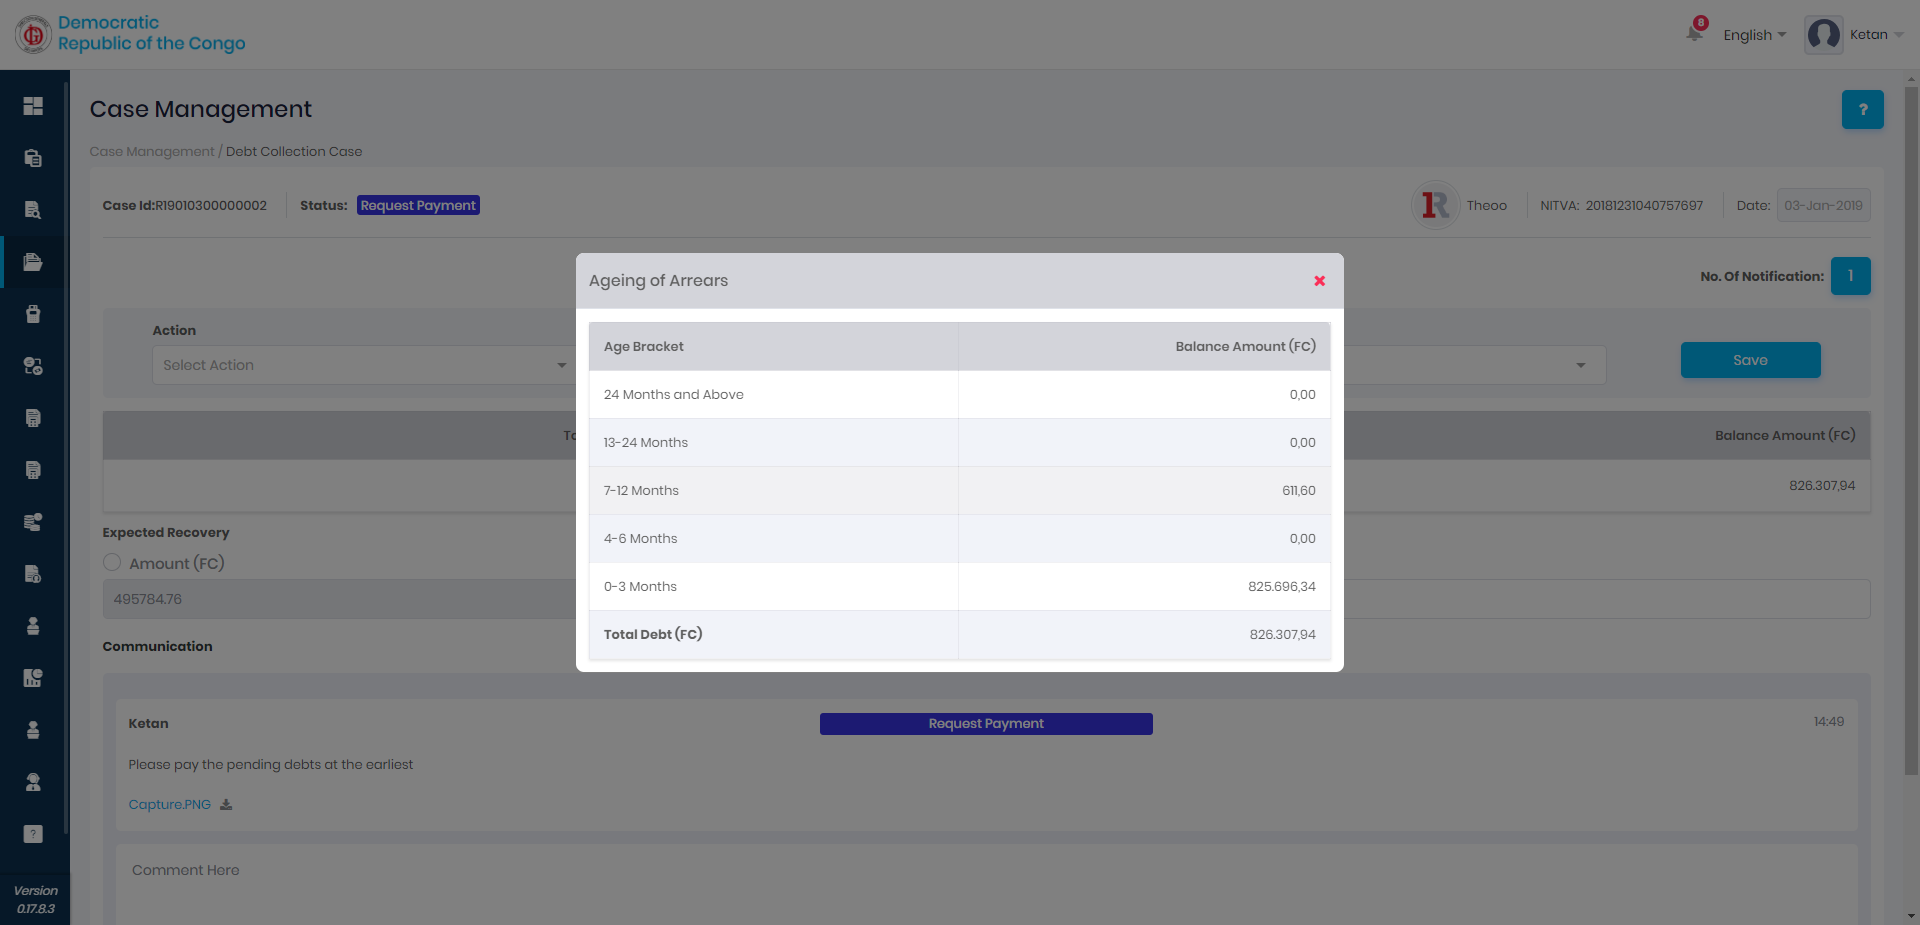 Democratic
Republic of the Congo
8
English
Ketan
Case Management
?
Case Management / Debt Collection Case
Case Id:R19010300000002
Status: Request Payment
Theoo
NITVA: 20181231040757697
Date: 03-Jan-2019
No. Of Notification: 1
Action
Select Action
Save
Balance Amount (FC)
826.307,94
Expected Recovery
Amount (FC)
495784.76
Communication
Ketan
Request Payment
14:49
Please pay the pending debts at the earliest
Capture.PNG
Comment Here
Version
0.17.8.3
Ageing of Arrears
Age Bracket Balance Amount (FC)
24 Months and Above 0,00
13-24 Months 0,00
7-12 Months 611,60
4-6 Months 0,00
0-3 Months 825.696,34
Total Debt (FC) 826.307,94